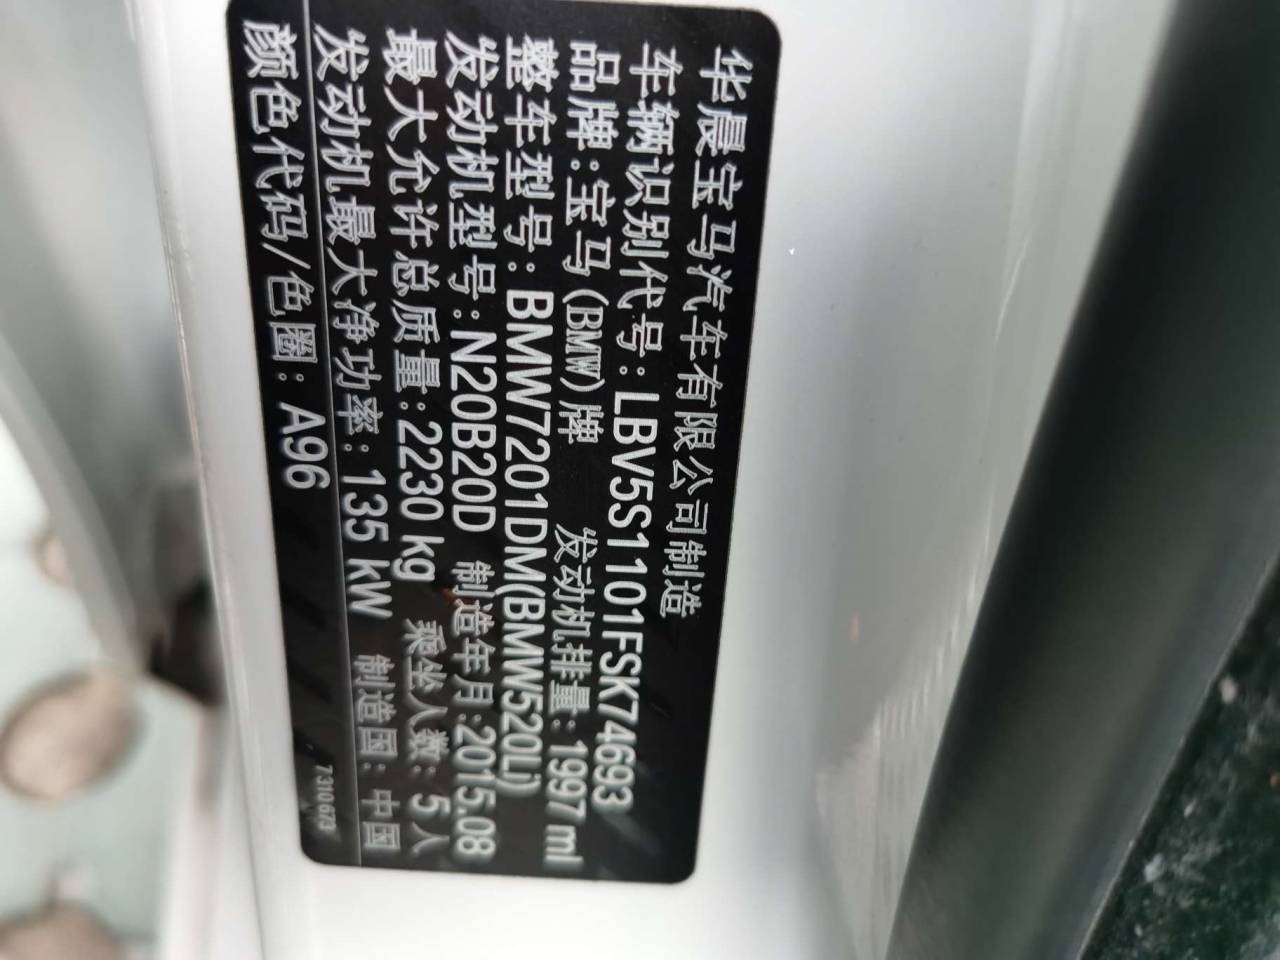 华晨宝马汽车有限公司制造
车辆识别代号:LBV5S1101FSK74693
品牌:宝马(BMW)牌 发动机排量:1997 ml
整车型号:BMW7201DM(BMW520Li)
发动机型号:N20B20D 制造年月:2015.08
最大允许总质量:2230 kg 乘坐人数:5人
发动机最大净功率:135 kW 制造国:中国
颜色代码/色圈:A96
7310673